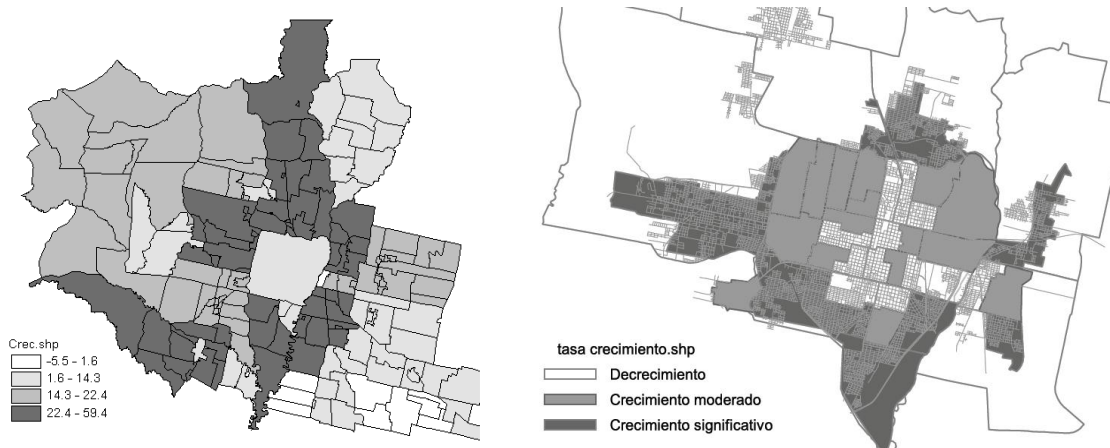 Crec.shp
-5.5 - 1.6
1.6 - 14.3
14.3 - 22.4
22.4 - 59.4
tasa crecimiento.shp
Decrecimiento
Crecimiento moderado
Crecimiento significativo